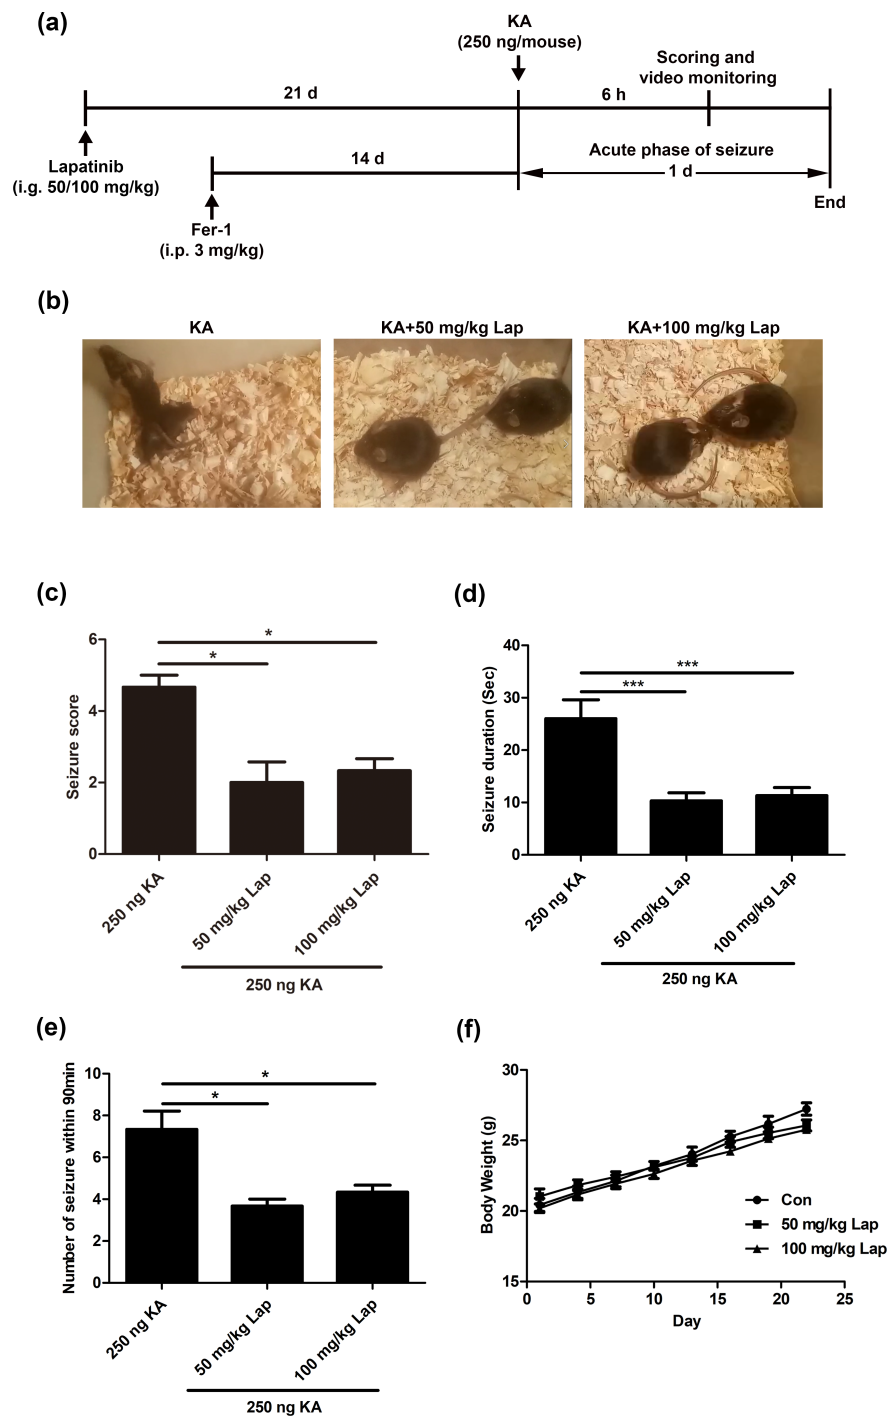 (a)
KA
(250 ng/mouse)
Scoring and
video monitoring
21 d
6 h
14 d
Acute phase of seizure
1 d
Lapatinib
(i.g. 50/100 mg/kg)
Fer-1
(i.p. 3 mg/kg)
End
(b)
KA
KA+50 mg/kg Lap
KA+100 mg/kg Lap
(c)
Seizure score
6
4
2
0
*
*
250 ng KA
50 mg/kg Lap
100 mg/kg Lap
250 ng KA
(d)
Seizure duration (Sec)
40
30
20
10
0
***
***
250 ng KA
50 mg/kg Lap
100 mg/kg Lap
250 ng KA
(e)
Number of seizure within 90min
10
8
6
4
2
0
*
*
250 ng KA
50 mg/kg Lap
100 mg/kg Lap
250 ng KA
(f)
Body Weight (g)
30
25
20
15
0 5 10 15 20 25
Day
Con
50 mg/kg Lap
100 mg/kg Lap